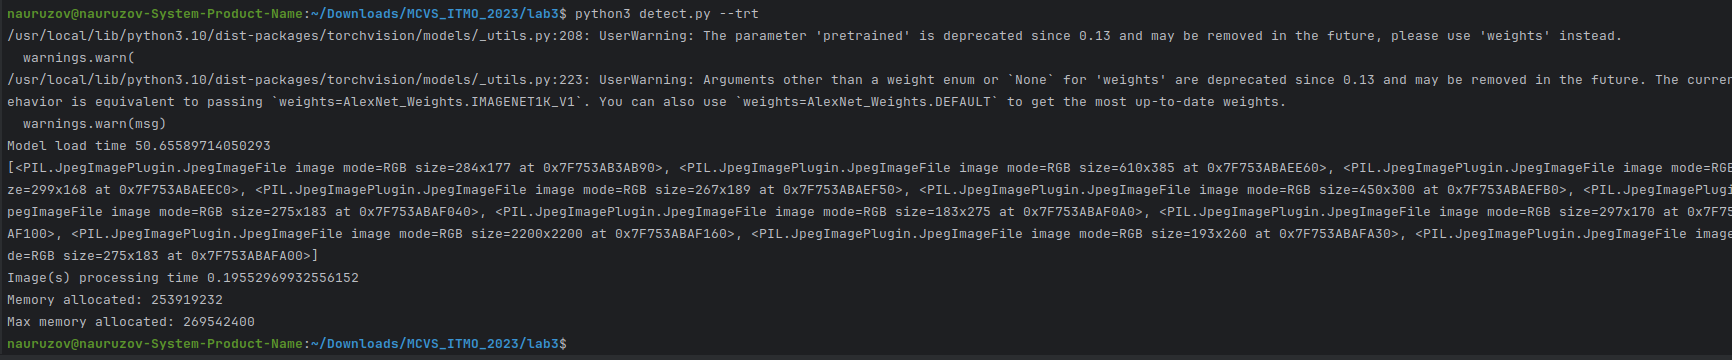 nauruzov@nauruzov-System-Product-Name:~/Downloads/MCVS_ITMO_2023/lab3$ python3 detect.py --trt
/usr/local/lib/python3.10/dist-packages/torchvision/models/_utils.py:208: UserWarning: The parameter 'pretrained' is deprecated since 0.13 and may be removed in the future, please use 'weights' instead.
  warnings.warn(
/usr/local/lib/python3.10/dist-packages/torchvision/models/_utils.py:223: UserWarning: Arguments other than a weight enum or `None` for 'weights' are deprecated since 0.13 and may be removed in the future. The curren
ehavior is equivalent to passing `weights=AlexNet_Weights.IMAGENET1K_V1`. You can also use `weights=AlexNet_Weights.DEFAULT` to get the most up-to-date weights.
  warnings.warn(msg)
Model load time 50.65589714050293
[<PIL.JpegImagePlugin.JpegImageFile image mode=RGB size=284x177 at 0x7F753AB3AB90>, <PIL.JpegImagePlugin.JpegImageFile image mode=RGB size=610x385 at 0x7F753ABAEE60>, <PIL.JpegImagePlugin.JpegImageFile image mode=RGB
ze=299x168 at 0x7F753ABAEEC0>, <PIL.JpegImagePlugin.JpegImageFile image mode=RGB size=267x189 at 0x7F753ABAEF50>, <PIL.JpegImagePlugin.JpegImageFile image mode=RGB size=450x300 at 0x7F753ABAEFB0>, <PIL.JpegImagePlugi
pegImageFile image mode=RGB size=275x183 at 0x7F753ABAF040>, <PIL.JpegImagePlugin.JpegImageFile image mode=RGB size=183x275 at 0x7F753ABAF0A0>, <PIL.JpegImagePlugin.JpegImageFile image mode=RGB size=297x170 at 0x7F75
AF100>, <PIL.JpegImagePlugin.JpegImageFile image mode=RGB size=2200x2200 at 0x7F753ABAF160>, <PIL.JpegImagePlugin.JpegImageFile image mode=RGB size=193x260 at 0x7F753ABAFA30>, <PIL.JpegImagePlugin.JpegImageFile image
de=RGB size=275x183 at 0x7F753ABAFA00>]
Image(s) processing time 0.19552969932556152
Memory allocated: 253919232
Max memory allocated: 269542400
nauruzov@nauruzov-System-Product-Name:~/Downloads/MCVS_ITMO_2023/lab3$